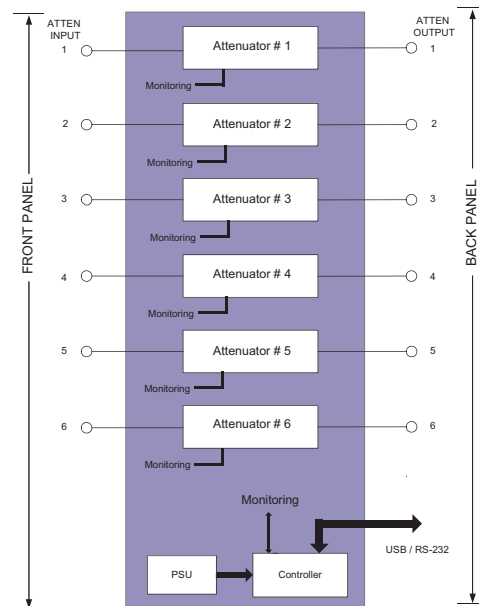 ATTEN
INPUT
ATTEN
OUTPUT
1
Attenuator # 1
1
Monitoring
2
Attenuator # 2
2
Monitoring
3
Attenuator # 3
3
Monitoring
4
Attenuator # 4
4
Monitoring
5
Attenuator # 5
5
Monitoring
6
Attenuator # 6
6
Monitoring
FRONT PANEL
BACK PANEL
Monitoring
USB / RS-232
PSU
Controller